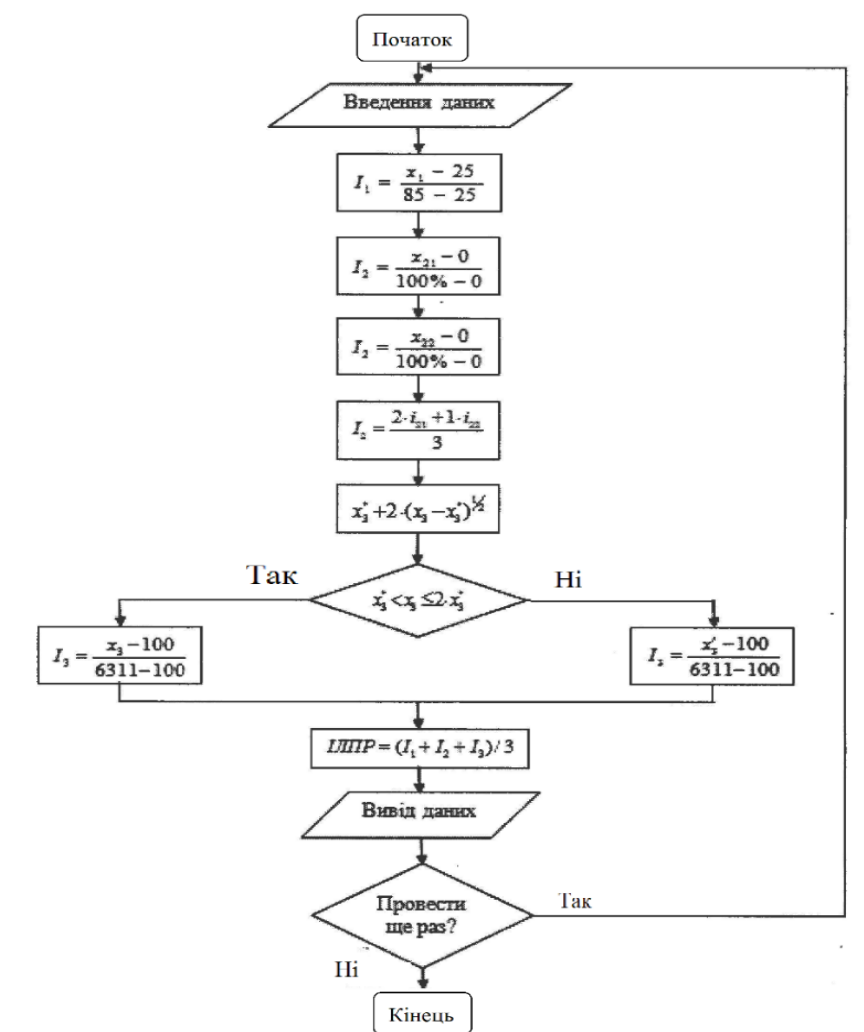 Початок
Введення даних
I₁ = (x₁ − 25) / (85 − 25)
I₂ = (x₂₁ − 0) / (100% − 0)
I₂ = (x₂₂ − 0) / (100% − 0)
I₂ = (2·i₂₁ + 1·i₂₂) / 3
x₃* + 2·(x₃ − x₃*)^½
Так
x₃* < x₃ ≤ 2·x₃*
Ні
I₃ = (x₃ − 100) / (6311 − 100)
I₃ = (x₃′ − 100) / (6311 − 100)
ІЛПР = (I₁ + I₂ + I₃) / 3
Вивід даних
Провести
ще раз?
Так
Ні
Кінець